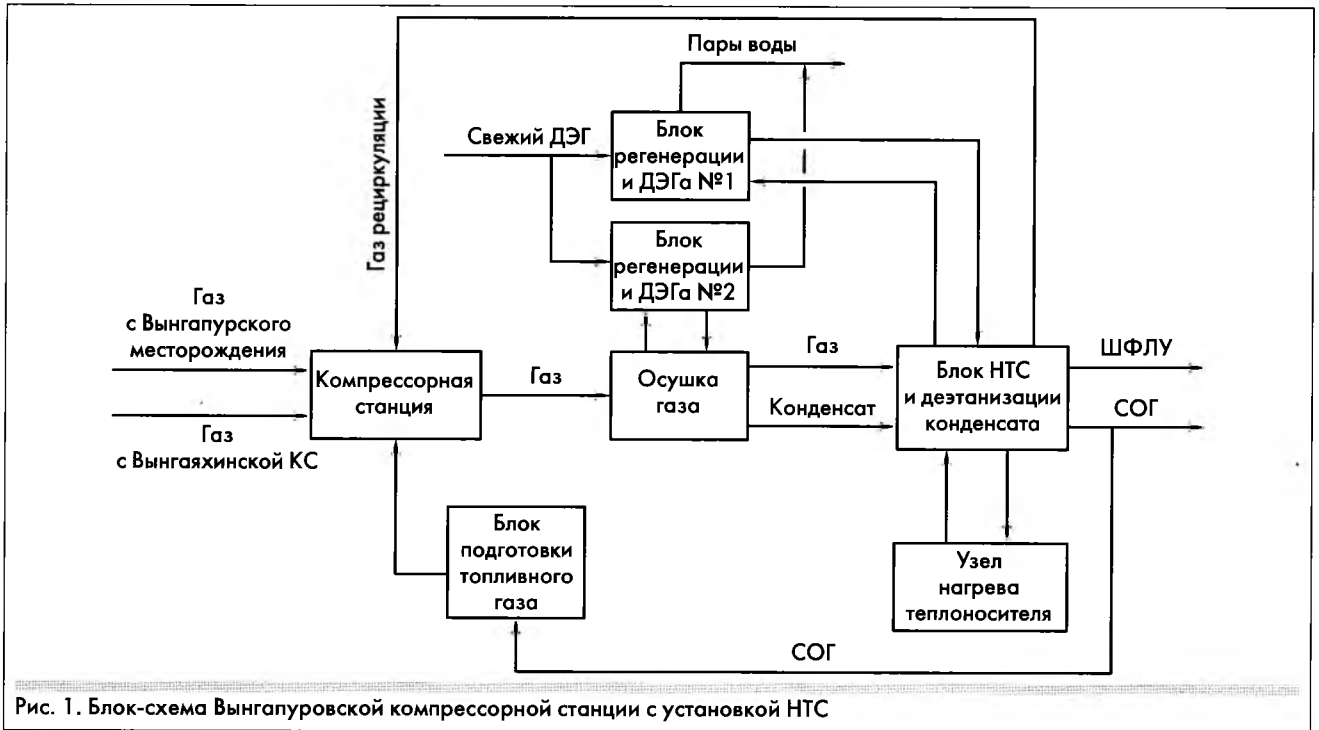 Пары воды
Газ рециркуляции
Свежий ДЭГ
Блок
регенерации
и ДЭГа №1
Блок
регенерации
и ДЭГа №2
Газ
с Вынгапурского
месторождения
Компрессорная
станция
Газ
Осушка
газа
Газ
Конденсат
Блок НТС
и деэтанизации
конденсата
ШФЛУ
СОГ
Газ
с Вынгаяхинской КС
Блок
подготовки
топливного
газа
Узел
нагрева
теплоносителя
СОГ
Рис. 1. Блок-схема Вынгапуровской компрессорной станции с установкой НТС